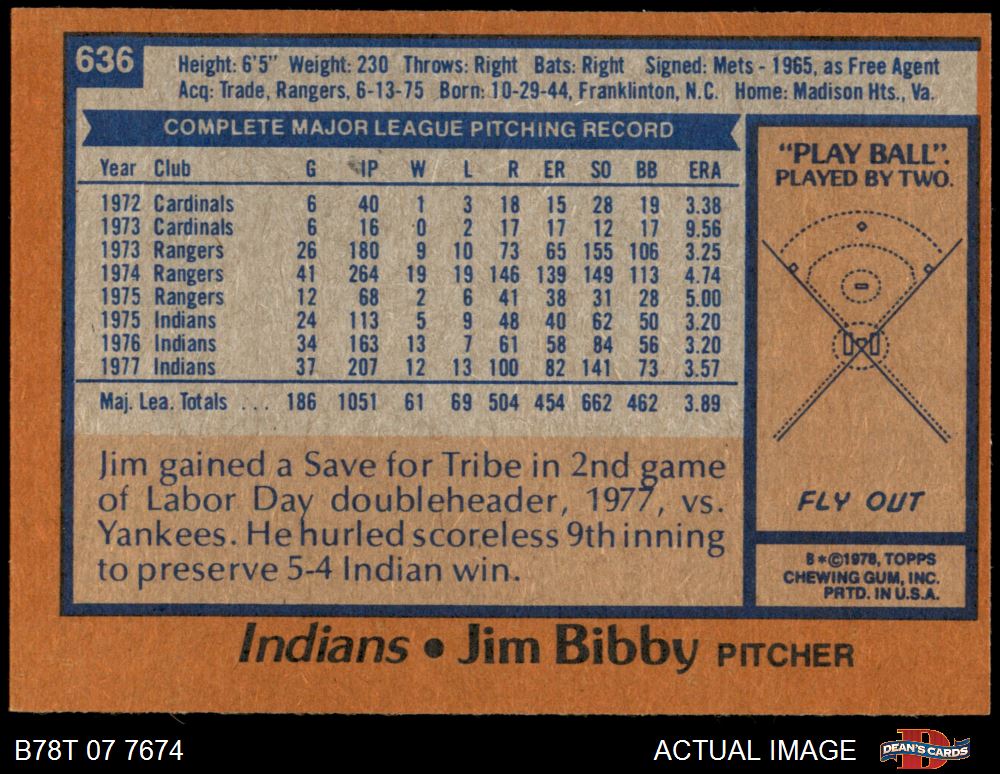 636
Height: 6'5" Weight: 230 Throws: Right Bats: Right Signed: Mets - 1965, as Free Agent
Acq: Trade, Rangers, 6-13-75 Born: 10-29-44, Franklinton, N.C. Home: Madison Hts., Va.
COMPLETE MAJOR LEAGUE PITCHING RECORD
Year Club G IP W L R ER SO BB ERA
1972 Cardinals 6 40 1 3 18 15 28 19 3.38
1973 Cardinals 6 16 0 2 17 17 12 17 9.56
1973 Rangers 26 180 9 10 73 65 155 106 3.25
1974 Rangers 41 264 19 19 146 139 149 113 4.74
1975 Rangers 12 68 2 6 41 38 31 28 5.00
1975 Indians 24 113 5 9 48 40 62 50 3.20
1976 Indians 34 163 13 7 61 58 84 56 3.20
1977 Indians 37 207 12 13 100 82 141 73 3.57
Maj. Lea. Totals ... 186 1051 61 69 504 454 662 462 3.89
Jim gained a Save for Tribe in 2nd game
of Labor Day doubleheader, 1977, vs.
Yankees. He hurled scoreless 9th inning
to preserve 5-4 Indian win.
"PLAY BALL".
PLAYED BY TWO.
FLY OUT
B*©1978, TOPPS
CHEWING GUM, INC.
PRTD. IN U.S.A.
Indians • Jim Bibby PITCHER
B78T 07 7674
ACTUAL IMAGE
DEAN'S CARDS